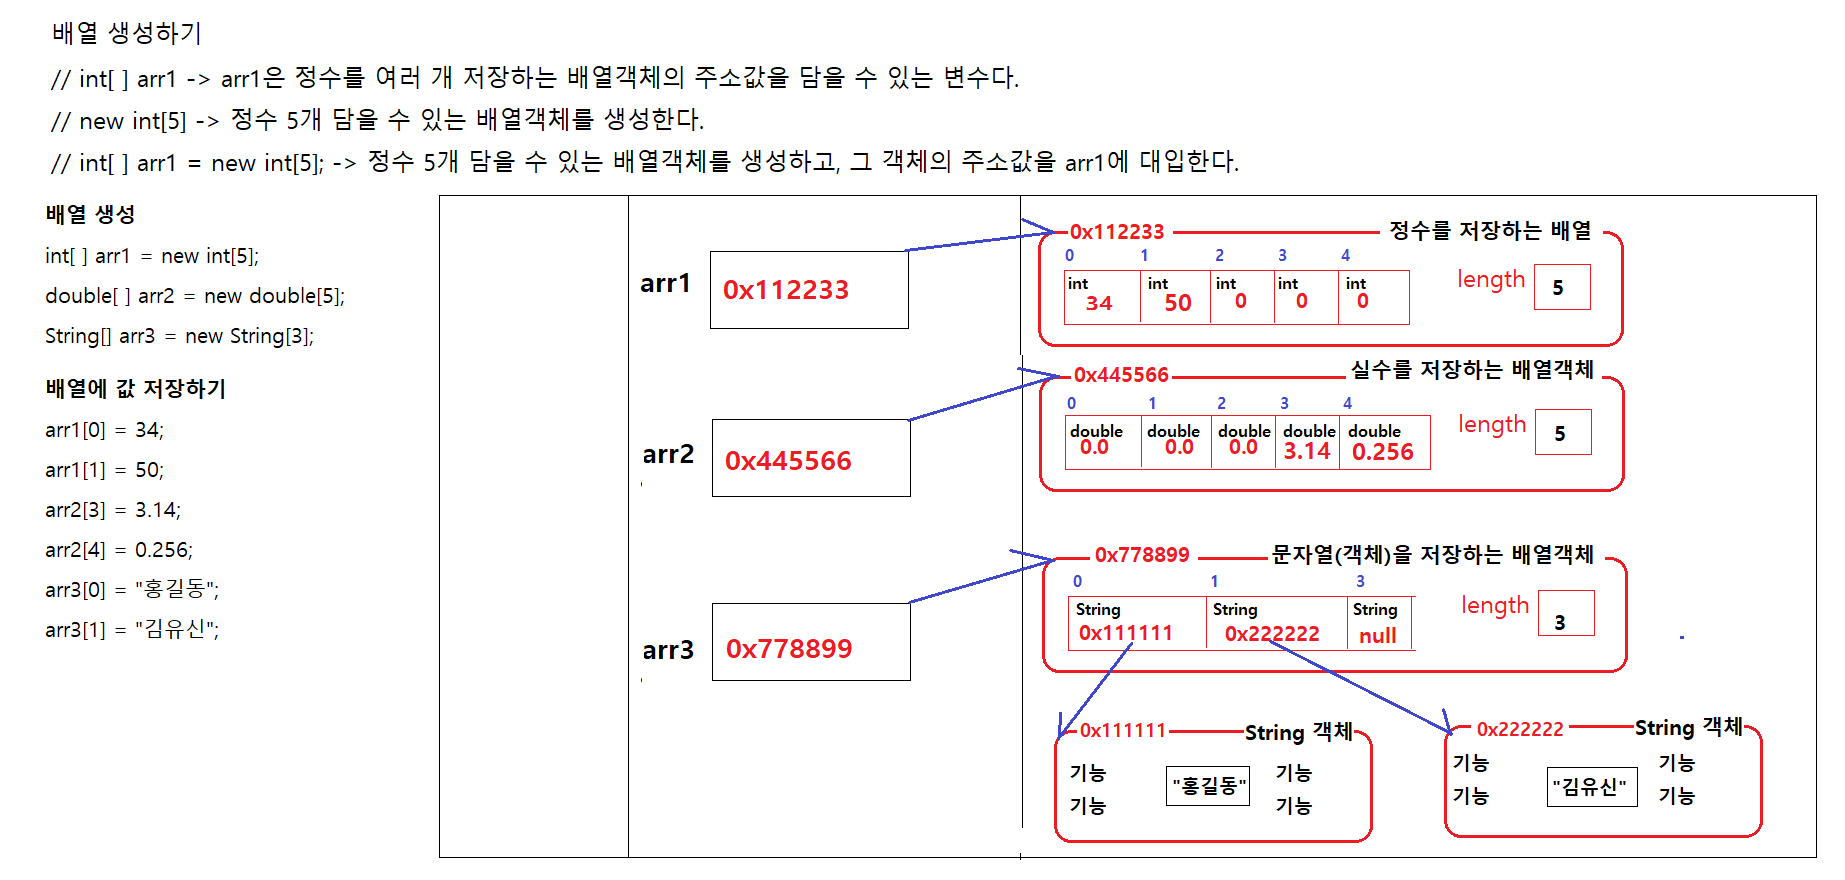 배열 생성하기
// int[ ] arr1 -> arr1은 정수를 여러 개 저장하는 배열객체의 주소값을 담을 수 있는 변수다.
// new int[5] -> 정수 5개 담을 수 있는 배열객체를 생성한다.
// int[ ] arr1 = new int[5]; -> 정수 5개 담을 수 있는 배열객체를 생성하고, 그 객체의 주소값을 arr1에 대입한다.
배열 생성
int[ ] arr1 = new int[5];
double[ ] arr2 = new double[5];
String[] arr3 = new String[3];
배열에 값 저장하기
arr1[0] = 34;
arr1[1] = 50;
arr2[3] = 3.14;
arr2[4] = 0.256;
arr3[0] = "홍길동";
arr3[1] = "김유신";
arr1
0x112233
0x112233 정수를 저장하는 배열
0 1 2 3 4
int int int int int
34 50 0 0 0
length 5
arr2
0x445566
0x445566 실수를 저장하는 배열객체
0 1 2 3 4
double double double double double
0.0 0.0 0.0 3.14 0.256
length 5
arr3
0x778899
0x778899 문자열(객체)을 저장하는 배열객체
0 1 3
String String String
0x111111 0x222222 null
length 3
0x111111 String 객체
기능 "홍길동" 기능
기능 기능
0x222222 String 객체
기능 "김유신" 기능
기능 기능